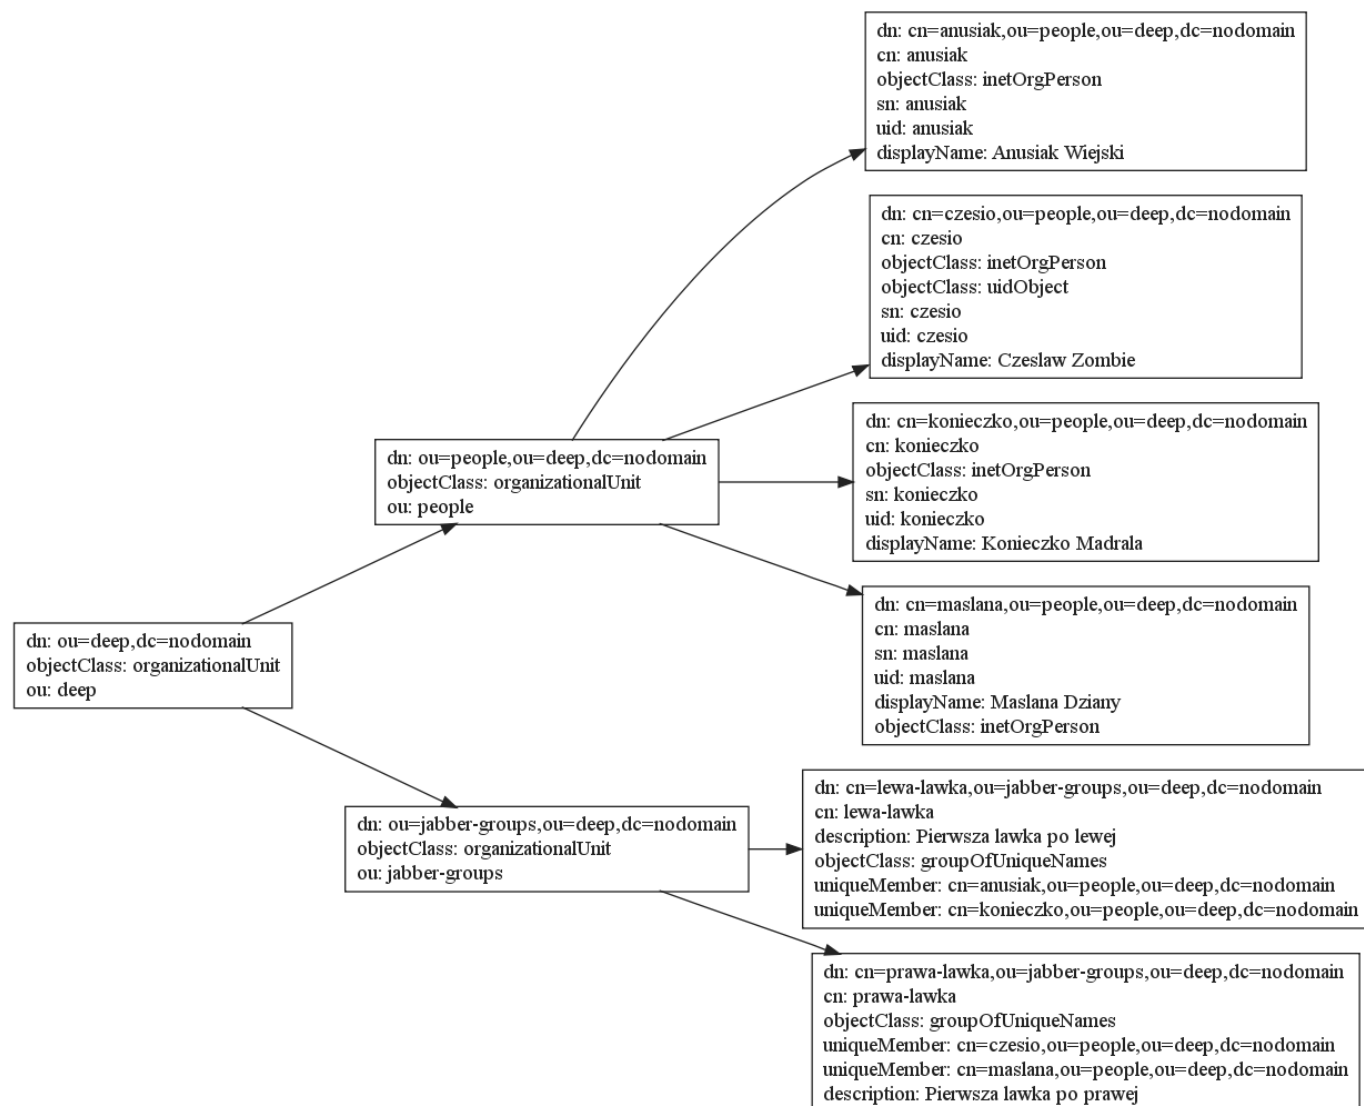 dn: cn=anusiak,ou=people,ou=deep,dc=nodomain
cn: anusiak
objectClass: inetOrgPerson
sn: anusiak
uid: anusiak
displayName: Anusiak Wiejski
dn: cn=czesio,ou=people,ou=deep,dc=nodomain
cn: czesio
objectClass: inetOrgPerson
objectClass: uidObject
sn: czesio
uid: czesio
displayName: Czeslaw Zombie
dn: cn=konieczko,ou=people,ou=deep,dc=nodomain
cn: konieczko
objectClass: inetOrgPerson
sn: konieczko
uid: konieczko
displayName: Konieczko Madrala
dn: ou=people,ou=deep,dc=nodomain
objectClass: organizationalUnit
ou: people
dn: cn=maslana,ou=people,ou=deep,dc=nodomain
cn: maslana
sn: maslana
uid: maslana
displayName: Maslana Dziany
objectClass: inetOrgPerson
dn: ou=deep,dc=nodomain
objectClass: organizationalUnit
ou: deep
dn: cn=lewa-lawka,ou=jabber-groups,ou=deep,dc=nodomain
cn: lewa-lawka
description: Pierwsza lawka po lewej
objectClass: groupOfUniqueNames
uniqueMember: cn=anusiak,ou=people,ou=deep,dc=nodomain
uniqueMember: cn=konieczko,ou=people,ou=deep,dc=nodomain
dn: ou=jabber-groups,ou=deep,dc=nodomain
objectClass: organizationalUnit
ou: jabber-groups
dn: cn=prawa-lawka,ou=jabber-groups,ou=deep,dc=nodomain
cn: prawa-lawka
objectClass: groupOfUniqueNames
uniqueMember: cn=czesio,ou=people,ou=deep,dc=nodomain
uniqueMember: cn=maslana,ou=people,ou=deep,dc=nodomain
description: Pierwsza lawka po prawej